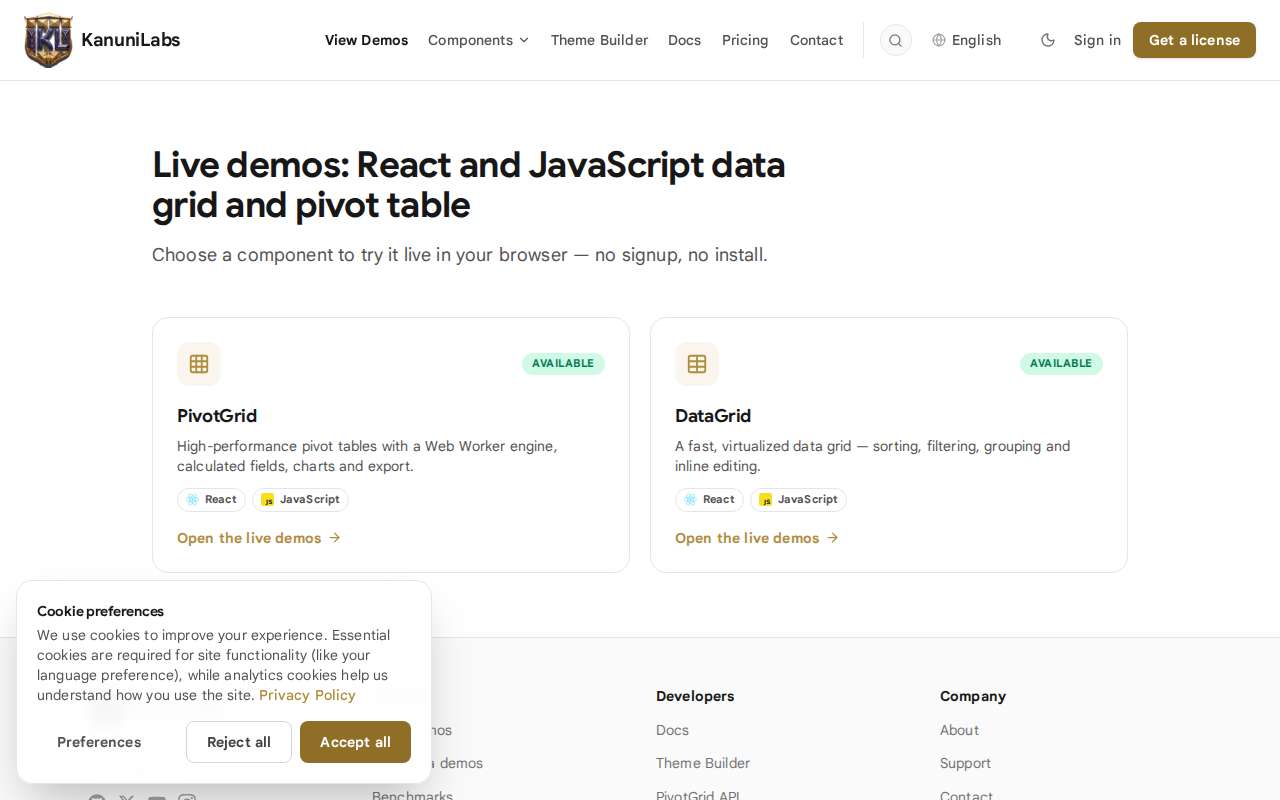 KanuniLabs
View Demos
Components
Theme Builder
Docs
Pricing
Contact
English
Sign in
Get a license
Live demos: React and JavaScript data
grid and pivot table
Choose a component to try it live in your browser — no signup, no install.
AVAILABLE
PivotGrid
High-performance pivot tables with a Web Worker engine,
calculated fields, charts and export.
React
JavaScript
Open the live demos →
AVAILABLE
DataGrid
A fast, virtualized data grid — sorting, filtering, grouping and
inline editing.
React
JavaScript
Open the live demos →
Cookie preferences
We use cookies to improve your experience. Essential
cookies are required for site functionality (like your
language preference), while analytics cookies help us
understand how you use the site. Privacy Policy
Preferences
Reject all
Accept all
demos
Benchmarks
Developers
Docs
Theme Builder
PivotGrid API
Company
About
Support
Contact